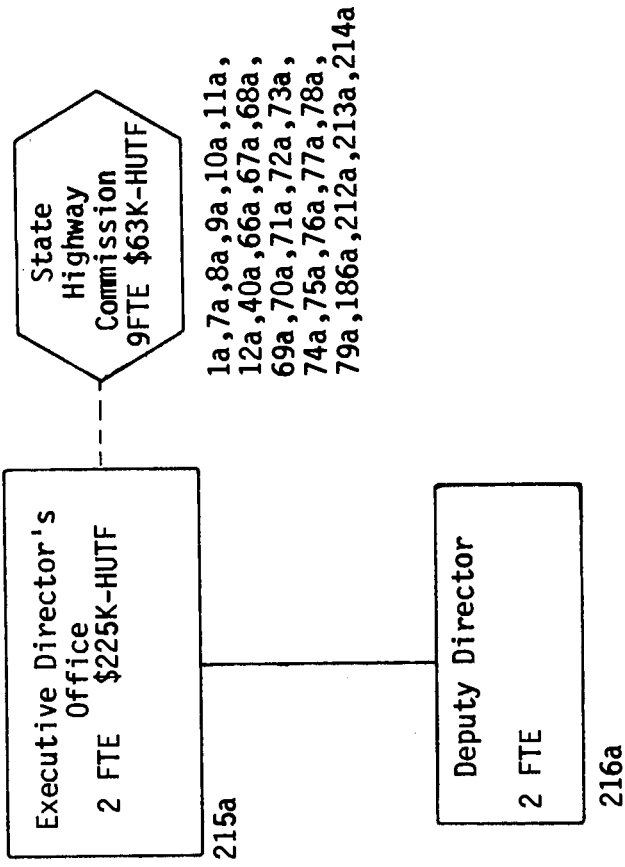 State
Highway
Commission
9FTE $63K-HUTF
1a,7a,8a,9a,10a,11a,
12a,40a,66a,67a,68a,
69a,70a,71a,72a,73a,
74a,75a,76a,77a,78a,
79a,186a,212a,213a,214a
Executive Director's
Office
2 FTE $225K-HUTF
215a
Deputy Director
2 FTE
216a